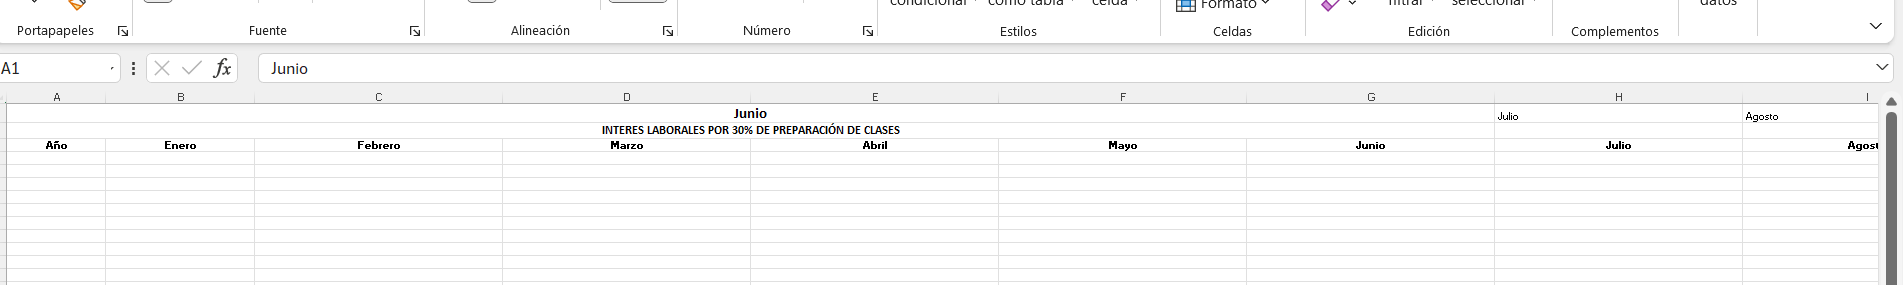 condicional como tabla celda Formato filtrar seleccionar datos
Portapapeles Fuente Alineación Número Estilos Celdas Edición Complementos
A1 fx Junio
A B C D E F G H I
Junio Julio Agosto
INTERES LABORALES POR 30% DE PREPARACIÓN DE CLASES
Año Enero Febrero Marzo Abril Mayo Junio Julio Agost